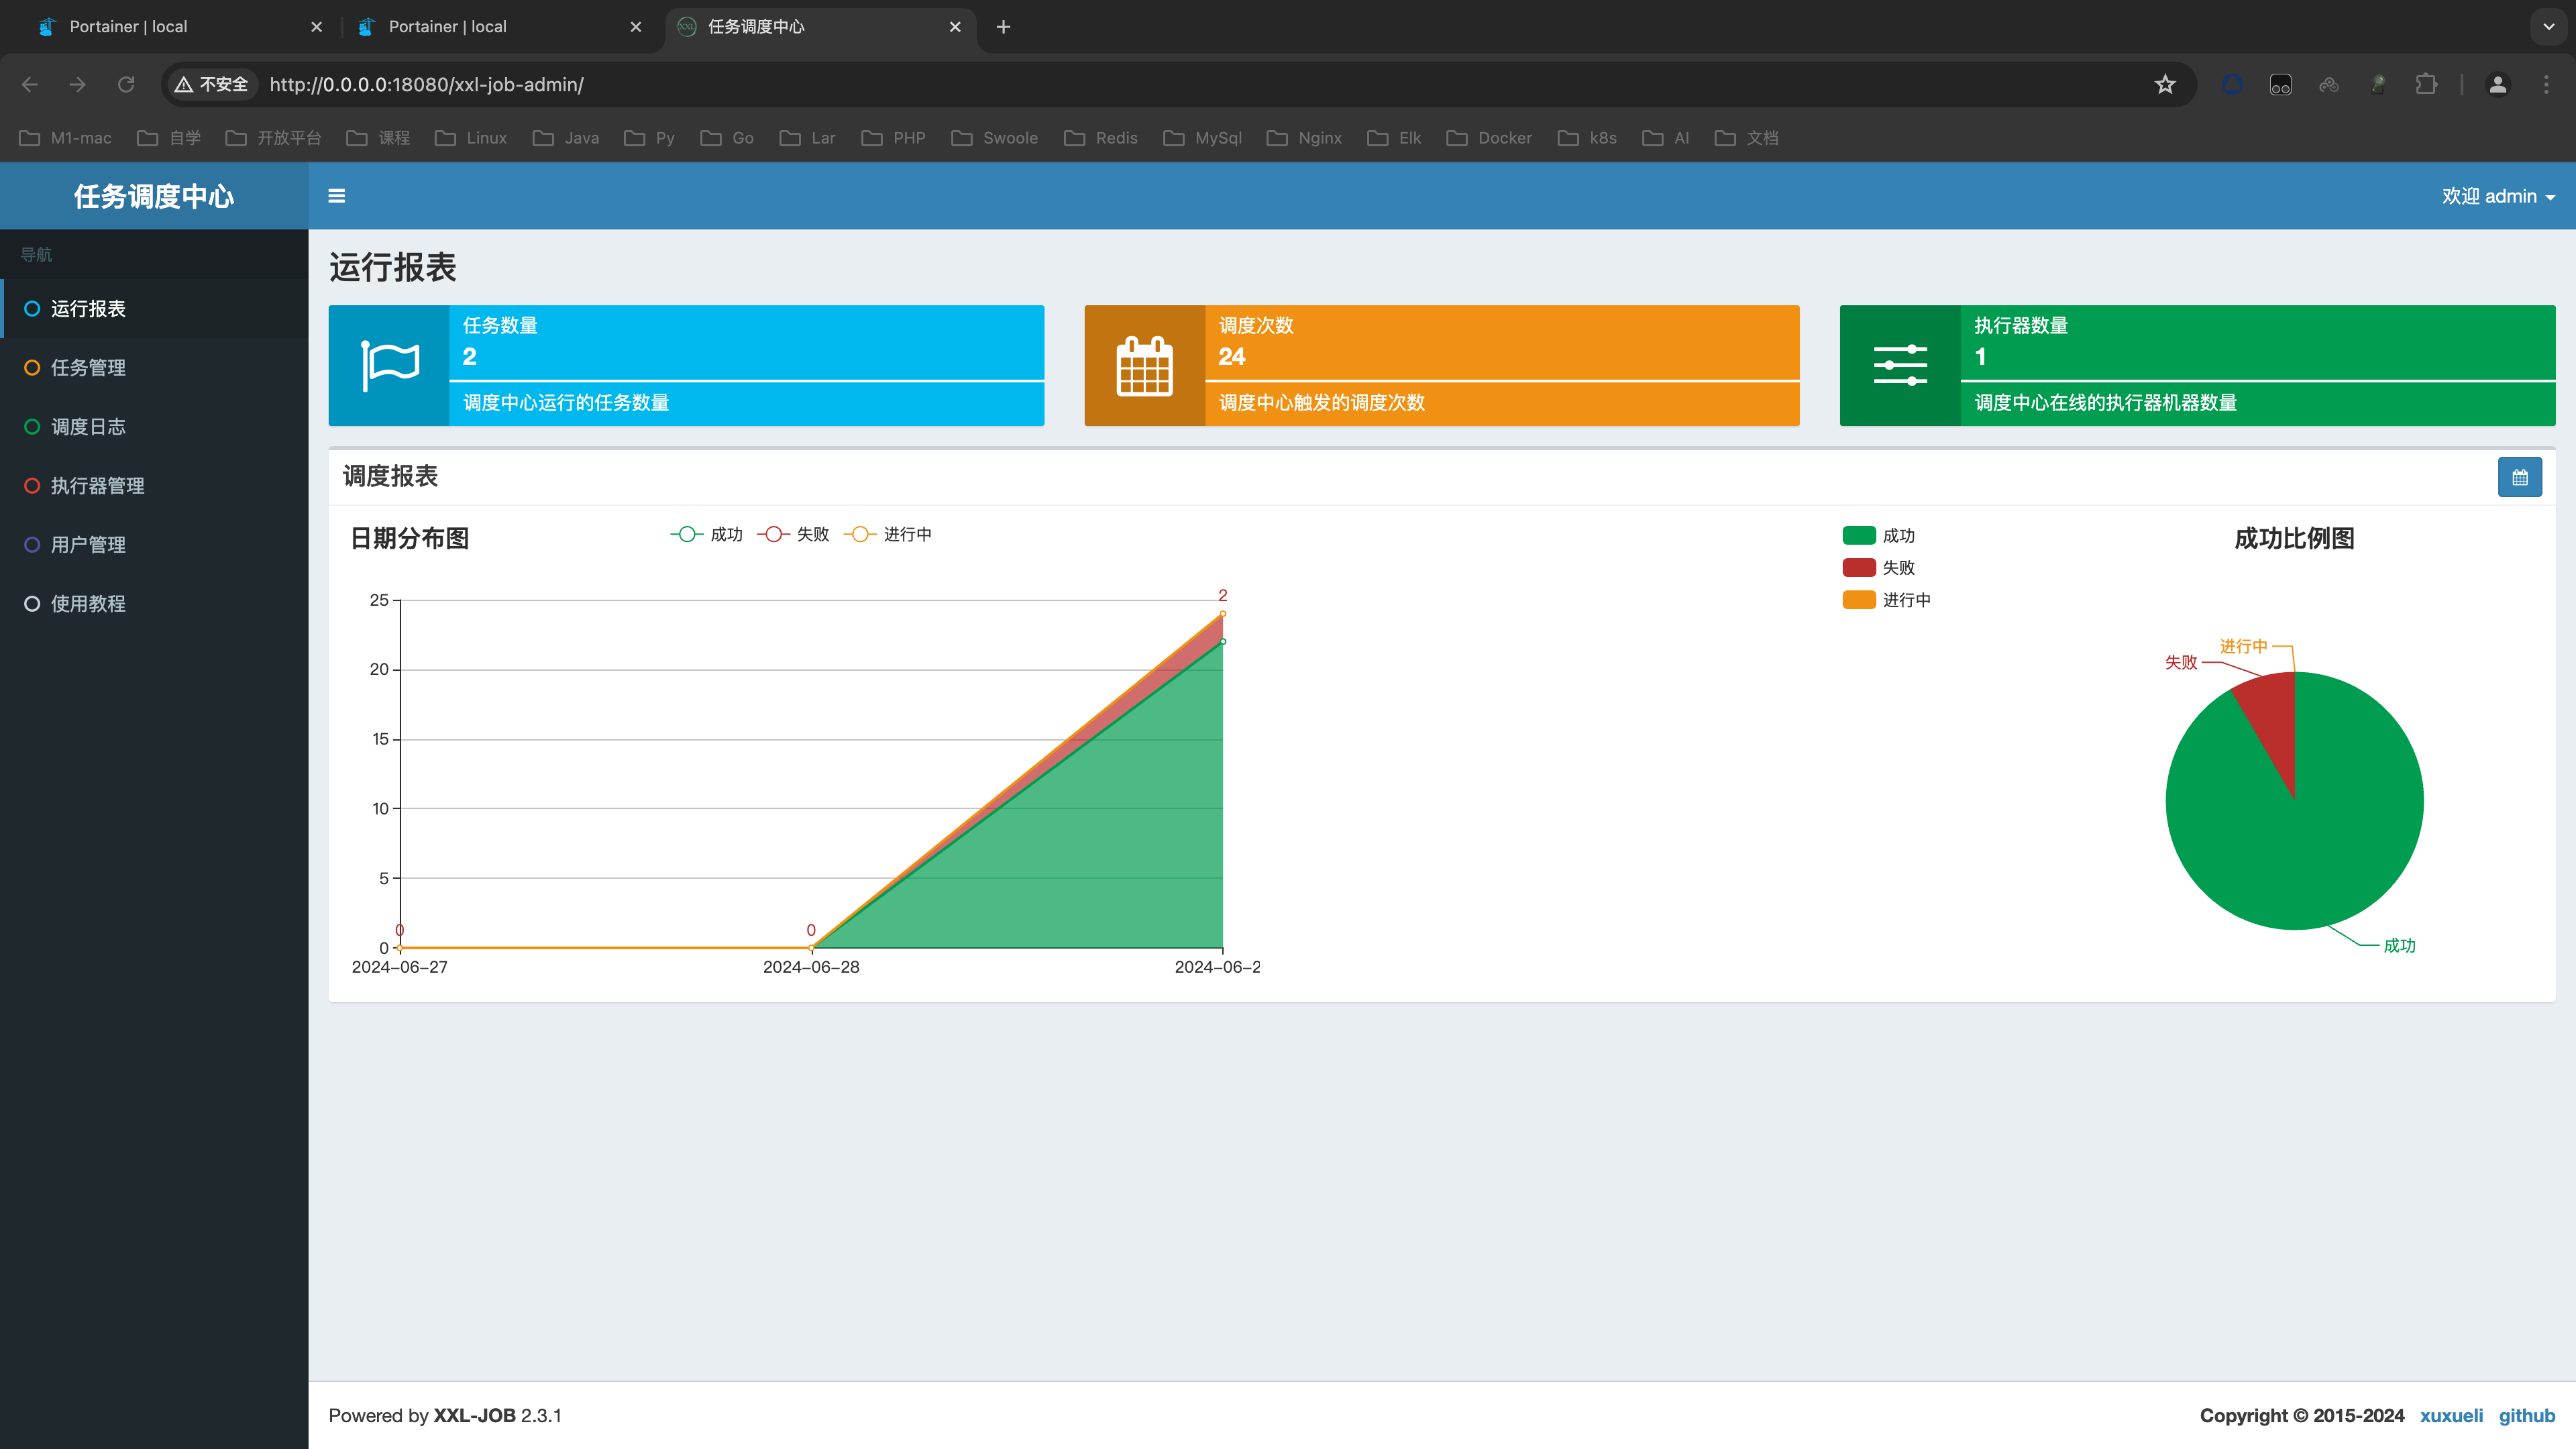 Portainer | local
Portainer | local
任务调度中心
不安全 http://0.0.0.0:18080/xxl-job-admin/
M1-mac 自学 开放平台 课程 Linux Java Py Go Lar PHP Swoole Redis MySql Nginx Elk Docker k8s AI 文档
任务调度中心
欢迎 admin
导航
运行报表
任务管理
调度日志
执行器管理
用户管理
使用教程
运行报表
任务数量
2
调度中心运行的任务数量
调度次数
24
调度中心触发的调度次数
执行器数量
1
调度中心在线的执行器机器数量
调度报表
日期分布图
成功 失败 进行中
25
20
15
10
5
0
2
0
0
2024-06-27
2024-06-28
2024-06-2
成功
失败
进行中
成功比例图
进行中
失败
成功
Powered by XXL-JOB 2.3.1
Copyright © 2015-2024 xuxueli github